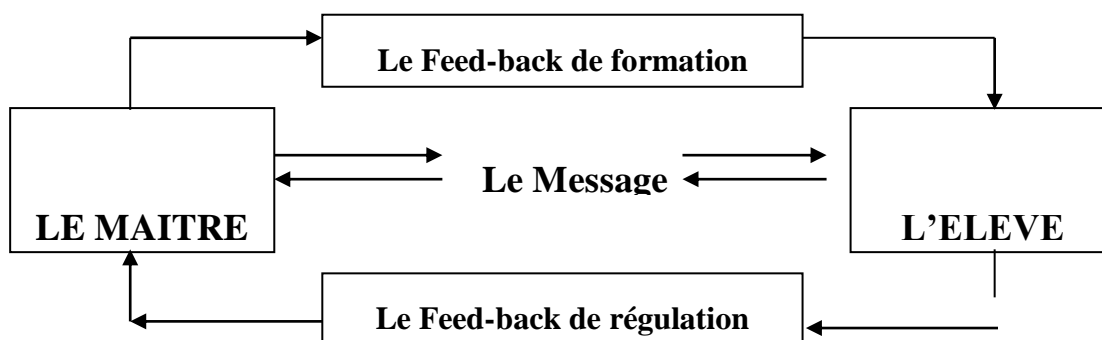 Le Feed-back de formation
Le Message
LE MAITRE
L’ELEVE
Le Feed-back de régulation